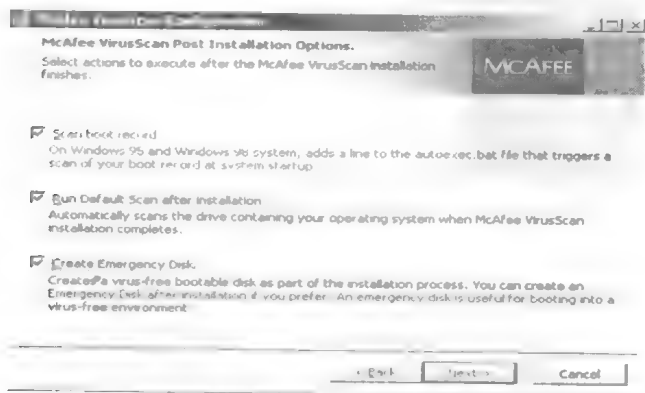 McAfee VirusScan Post Installation Options.
Select actions to execute after the McAfee VirusScan installation
finishes.
McAFEE
Scan boot record
On Windows 95 and Windows 98 system, adds a line to the autoexec.bat file that triggers a
scan of your boot record at system startup
Run Default Scan after installation
Automatically scans the drive containing your operating system when McAfee VirusScan
installation completes.
Create Emergency Disk.
Creates a virus-free bootable disk as part of the installation process. You can create an
Emergency Disk after installation if you prefer. An emergency disk is useful for booting into a
virus-free environment
< Back
Next >
Cancel